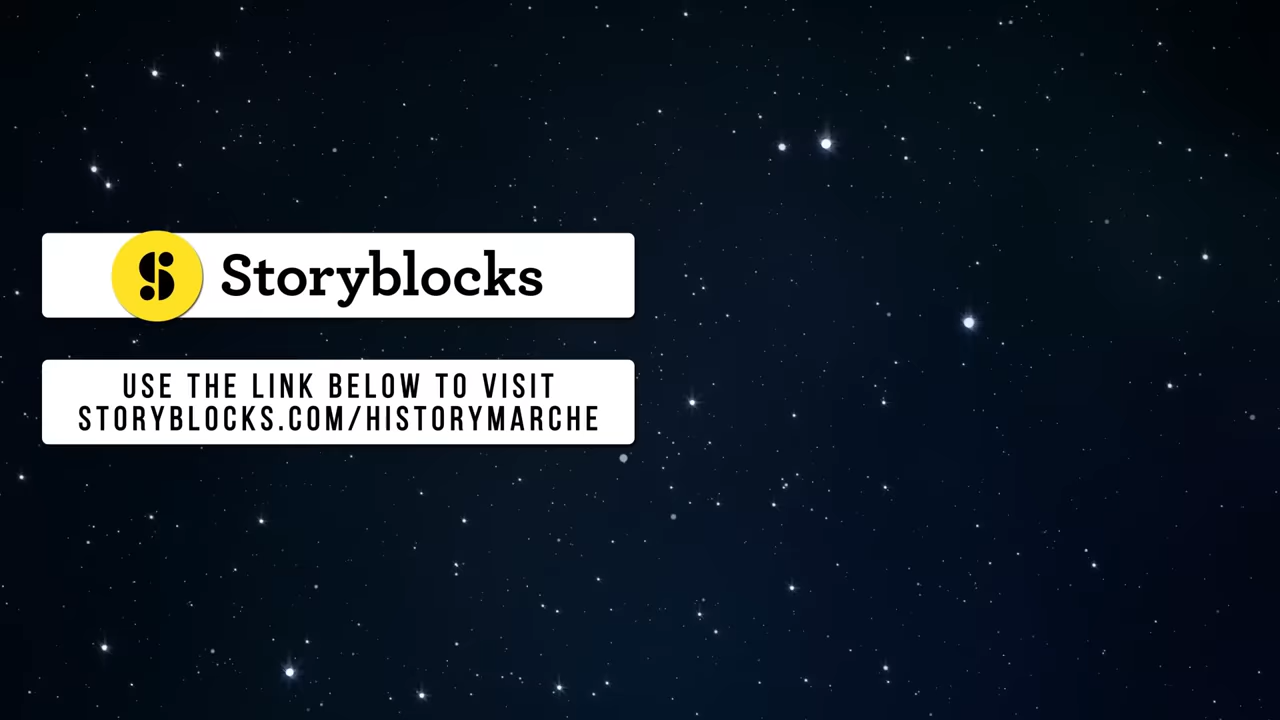 Storyblocks
USE THE LINK BELOW TO VISIT
STORYBLOCKS.COM/HISTORYMARCHE